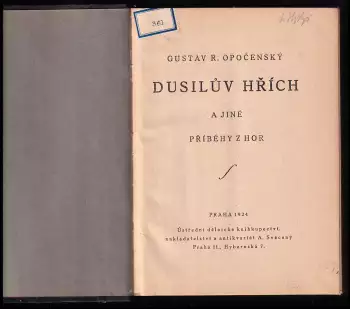 381
GUSTAV R. OPOČENSKÝ
DUSILŮV HŘÍCH
A JINÉ
PŘÍBĚHY Z HOR
PRAHA 1924
Ústřední dělnické knihkupectví,
nakladatelství a antikvariát A. Svěcený
Praha II., Hybernská 7.